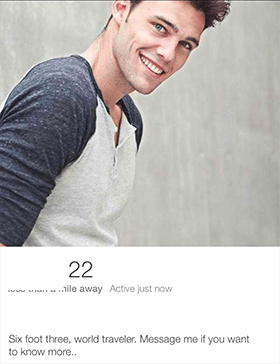 22
less than a mile away Active just now
Six foot three, world traveler. Message me if you want
to know more..